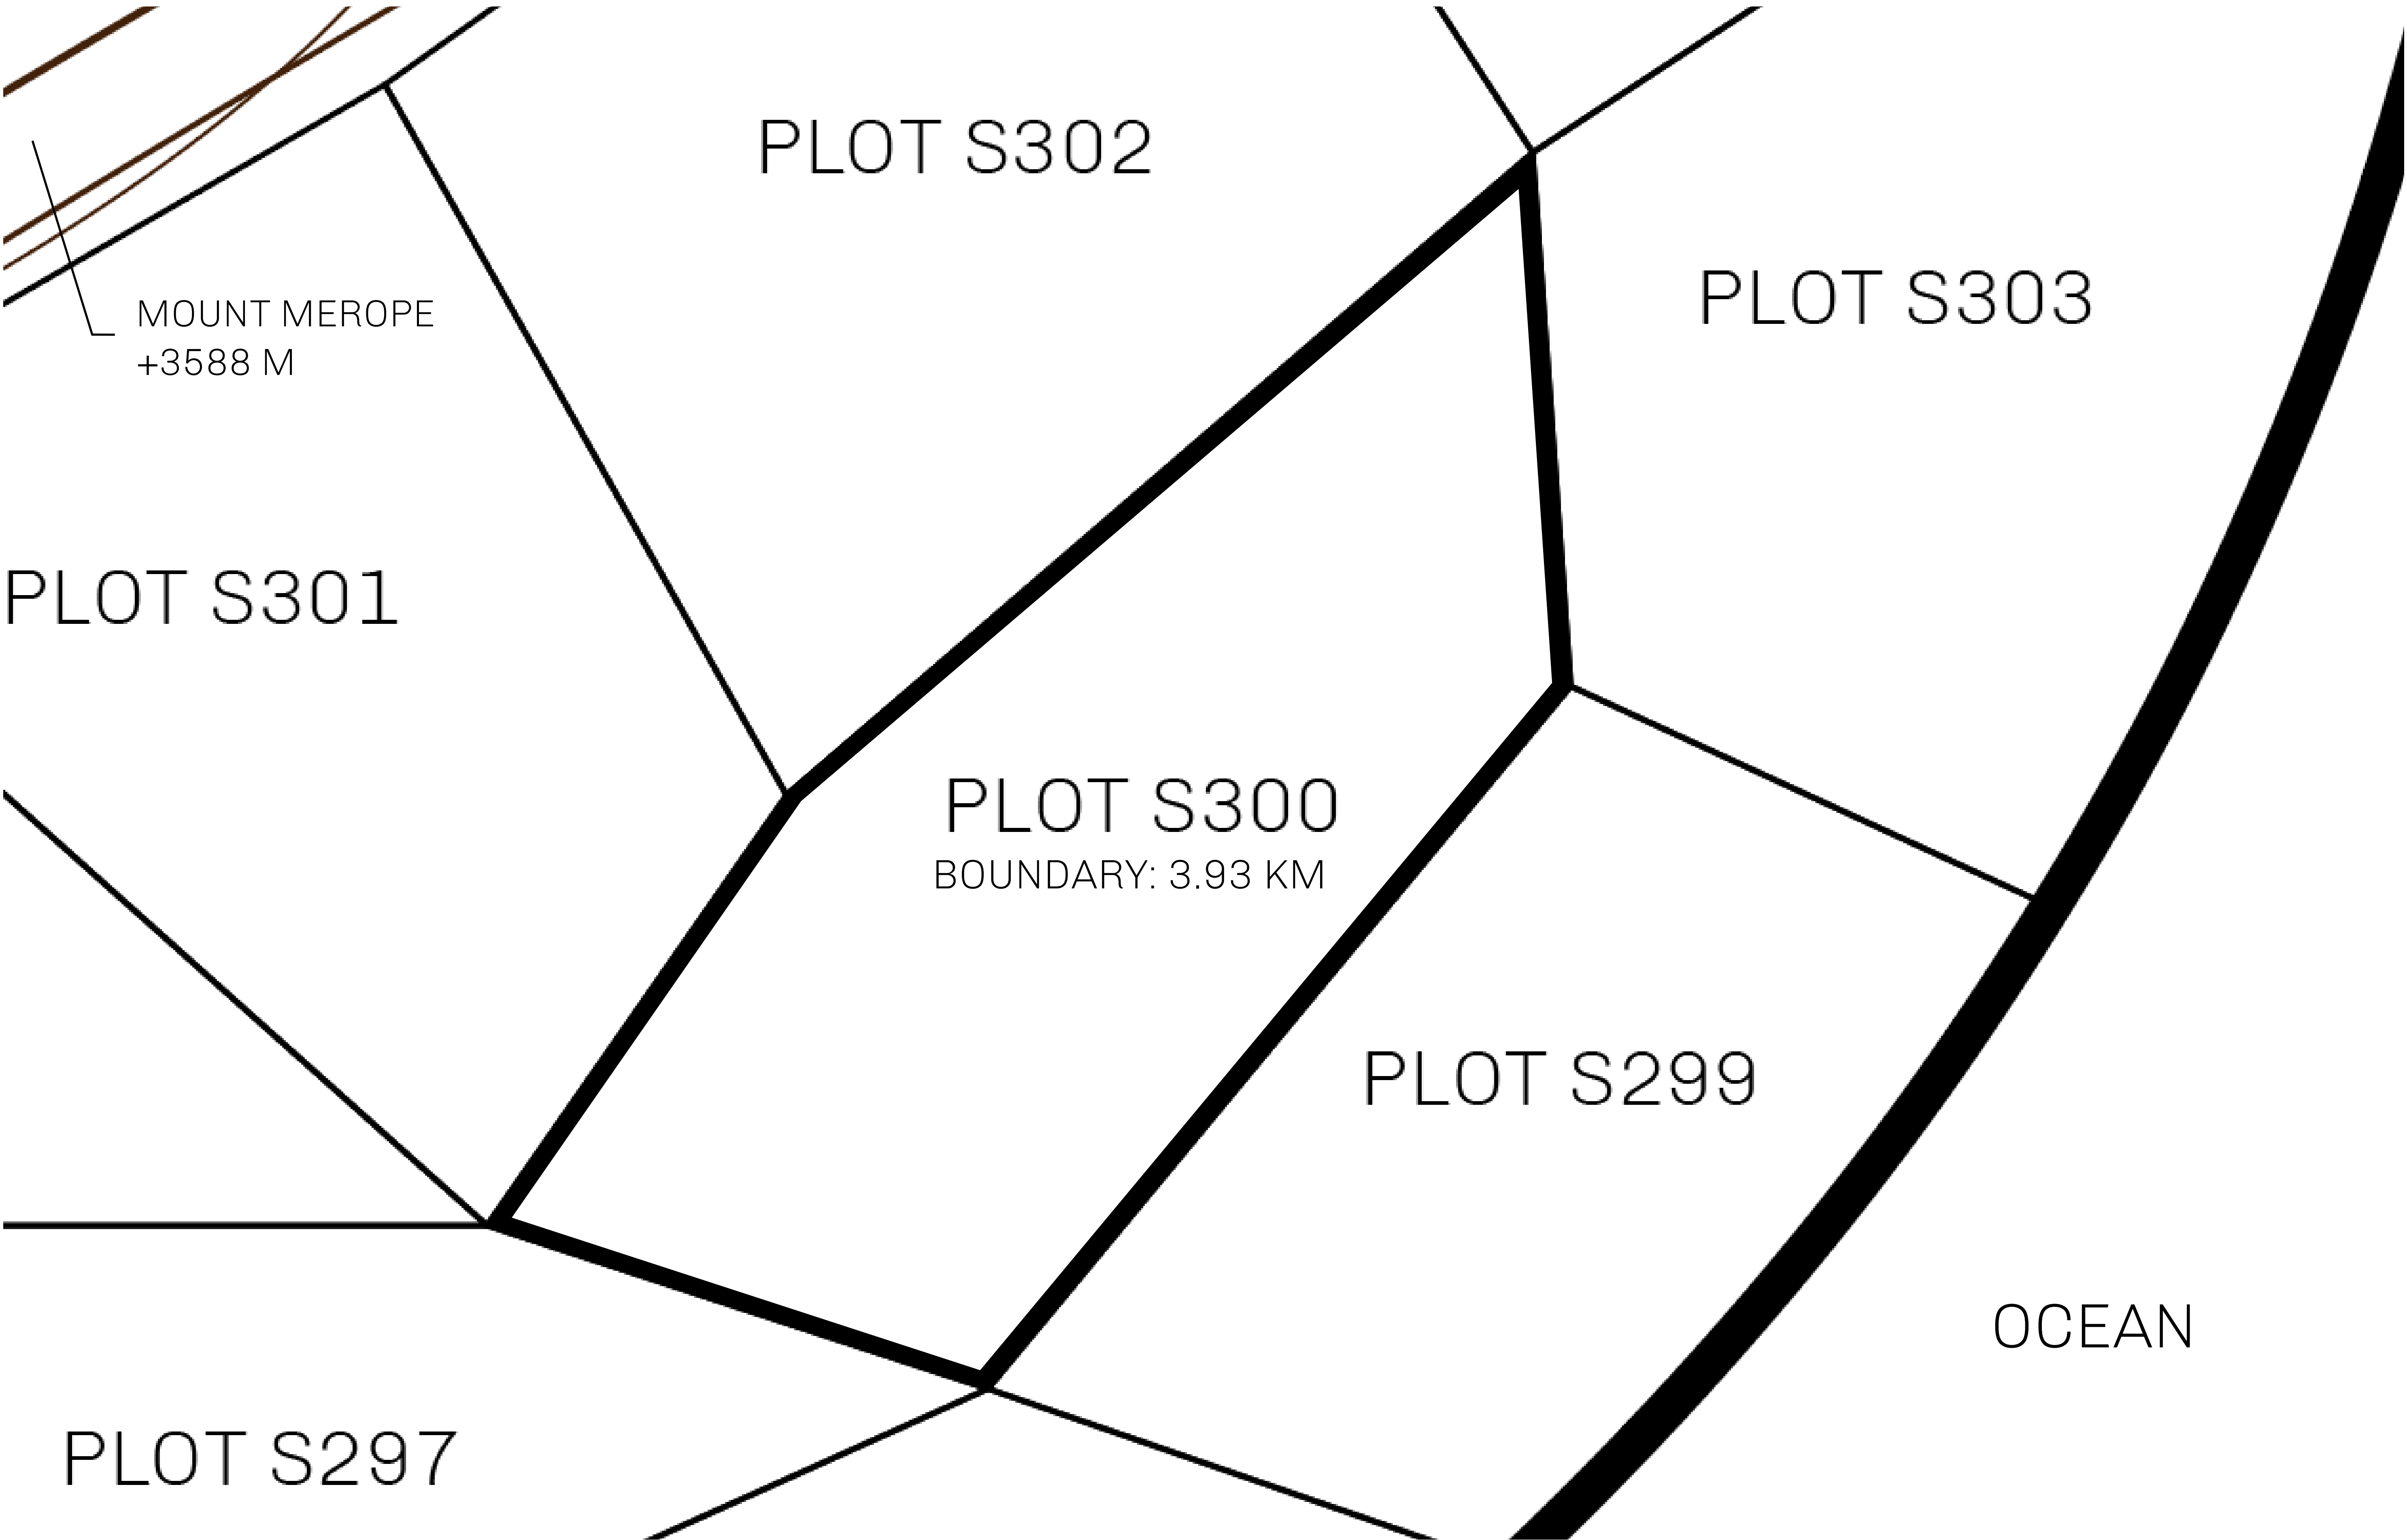 PLOT S302
PLOT S303
MOUNT MEROPE
+3588 M
PLOT S301
PLOT S300
BOUNDARY: 3.93 KM
PLOT S299
OCEAN
PLOT S297